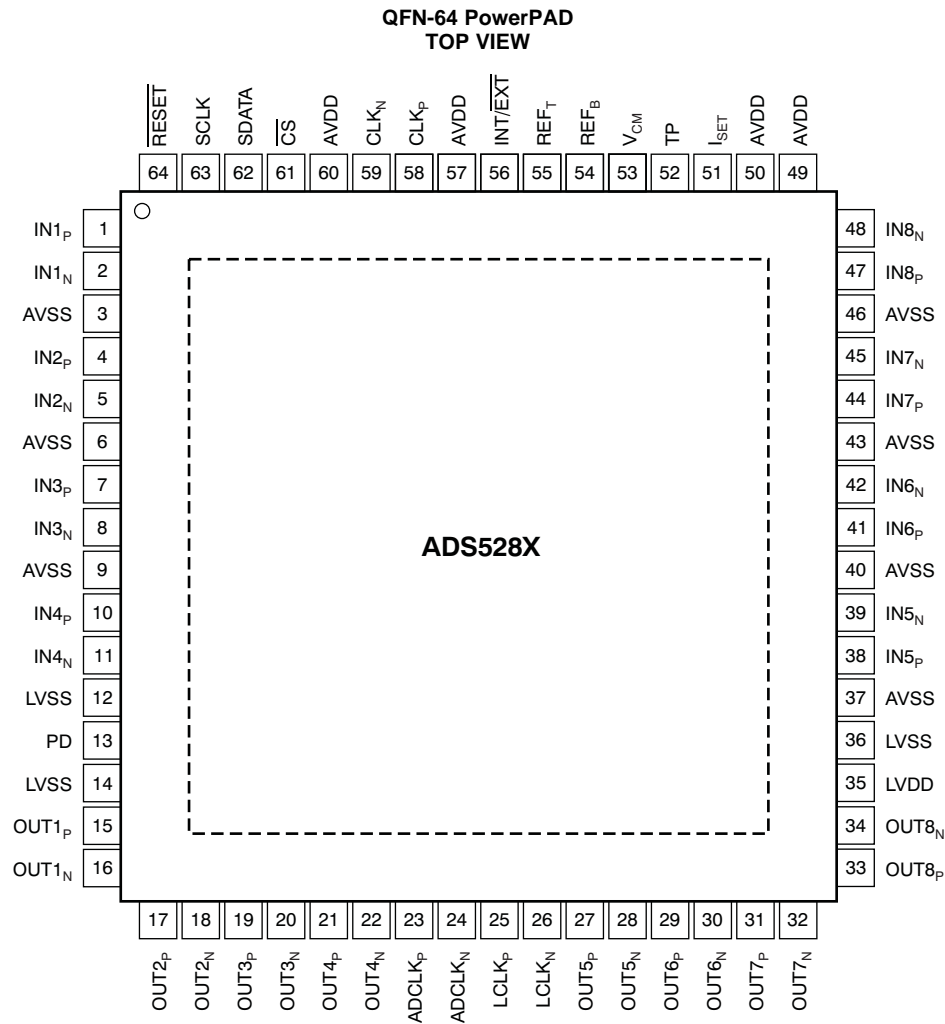 QFN-64 PowerPAD
TOP VIEW
RESET
SCLK
SDATA
CS
AVDD
CLKN
CLKP
AVDD
INT/EXT
REFT
REFB
VCM
TP
ISET
AVDD
AVDD
64 63 62 61 60 59 58 57 56 55 54 53 52 51 50 49
IN1P 1
IN1N 2
AVSS 3
IN2P 4
IN2N 5
AVSS 6
IN3P 7
IN3N 8
AVSS 9
IN4P 10
IN4N 11
LVSS 12
PD 13
LVSS 14
OUT1P 15
OUT1N 16
ADS528X
48 IN8N
47 IN8P
46 AVSS
45 IN7N
44 IN7P
43 AVSS
42 IN6N
41 IN6P
40 AVSS
39 IN5N
38 IN5P
37 AVSS
36 LVSS
35 LVDD
34 OUT8N
33 OUT8P
17 18 19 20 21 22 23 24 25 26 27 28 29 30 31 32
OUT2P
OUT2N
OUT3P
OUT3N
OUT4P
OUT4N
ADCLKP
ADCLKN
LCLKP
LCLKN
OUT5P
OUT5N
OUT6P
OUT6N
OUT7P
OUT7N